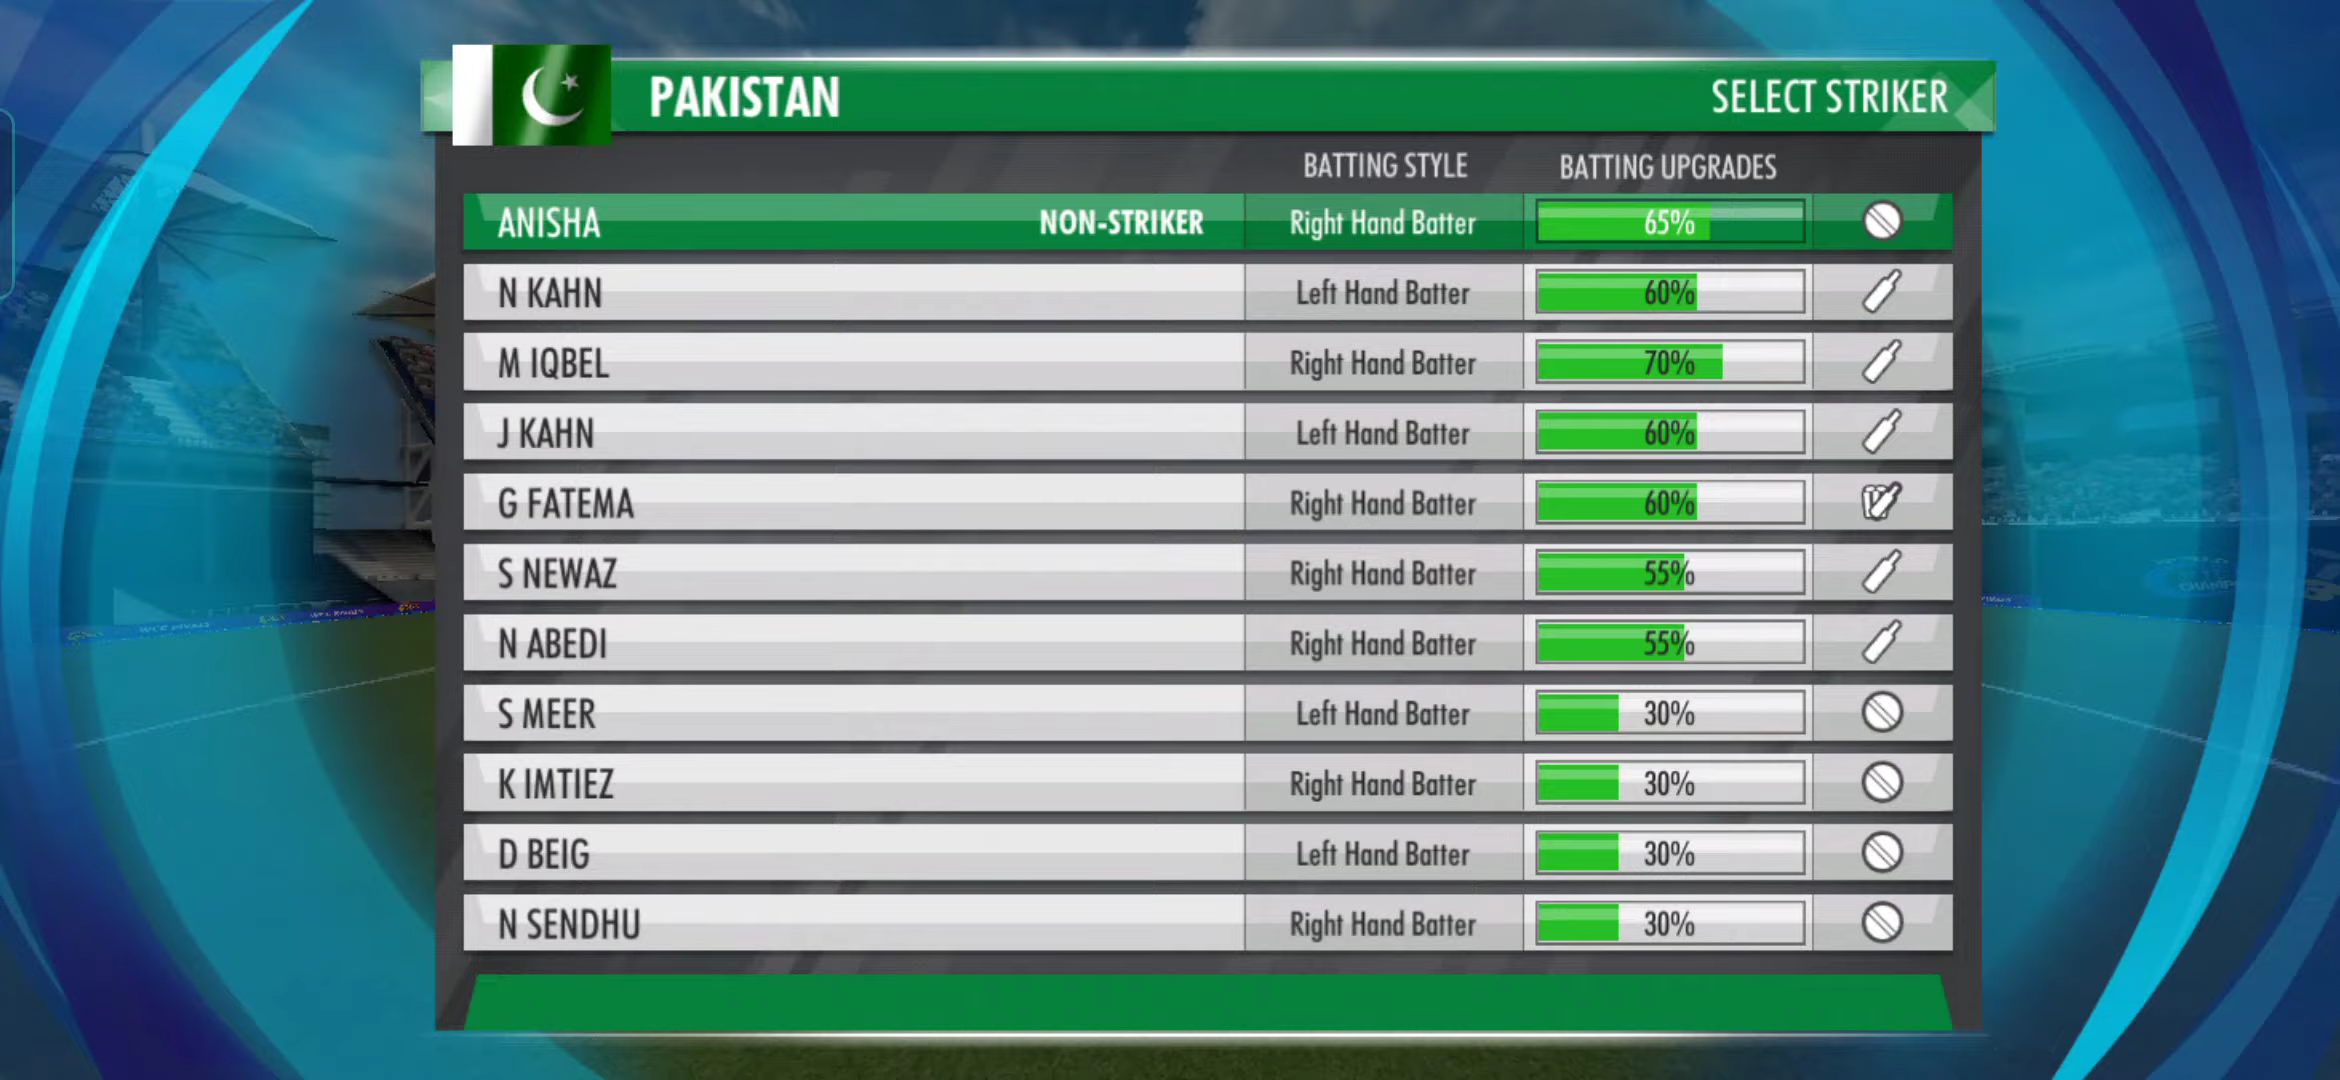 PAKISTAN SELECT STRIKER
BATTING STYLE BATTING UPGRADES
ANISHA NON-STRIKER Right Hand Batter 65%
N KAHN Left Hand Batter 60%
M IQBEL Right Hand Batter 70%
J KAHN Left Hand Batter 60%
G FATEMA Right Hand Batter 60%
S NEWAZ Right Hand Batter 55%
N ABEDI Right Hand Batter 55%
S MEER Left Hand Batter 30%
K IMTIEZ Right Hand Batter 30%
D BEIG Left Hand Batter 30%
N SENDHU Right Hand Batter 30%